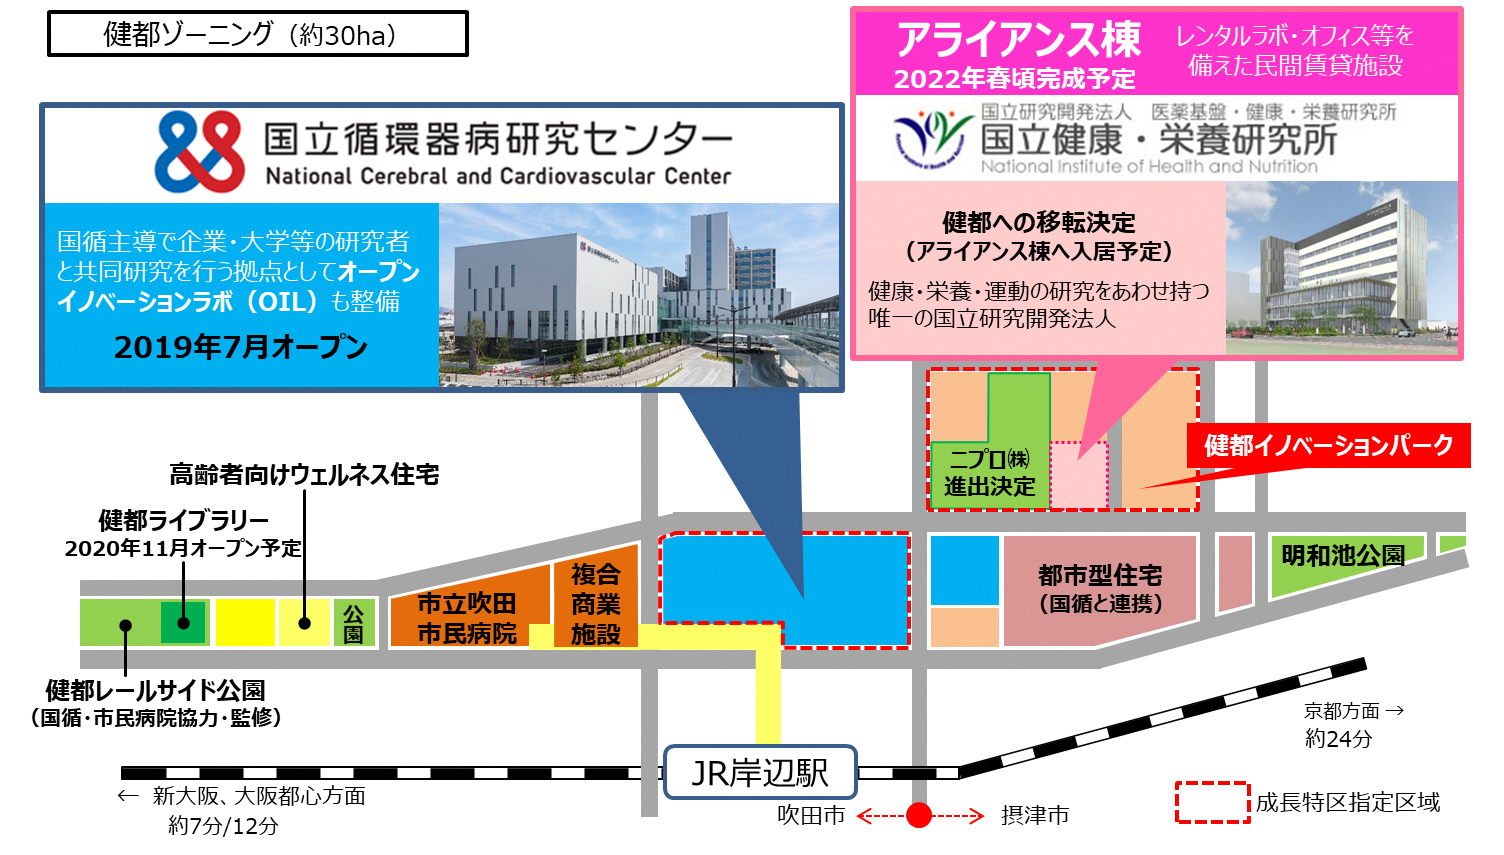 健都ゾーニング（約30ha）
アライアンス棟
2022年春頃完成予定
レンタルラボ・オフィス等を
備えた民間賃貸施設
国立循環器病研究センター
National Cerebral and Cardiovascular Center
国立研究開発法人　医薬基盤・健康・栄養研究所
国立健康・栄養研究所
National Institute of Health and Nutrition
国循主導で企業・大学等の研究者
と共同研究を行う拠点としてオープン
イノベーションラボ（OIL）も整備
2019年7月オープン
健都への移転決定
（アライアンス棟へ入居予定）
健康・栄養・運動の研究をあわせ持つ
唯一の国立研究開発法人
健都イノベーションパーク
ニプロ㈱
進出決定
高齢者向けウェルネス住宅
健都ライブラリー
2020年11月オープン予定
公園
市立吹田
市民病院
複合
商業
施設
都市型住宅
（国循と連携）
明和池公園
健都レールサイド公園
（国循・市民病院協力・監修）
JR岸辺駅
京都方面 →
約24分
← 新大阪、大阪都心方面
約7分/12分
吹田市
摂津市
成長特区指定区域